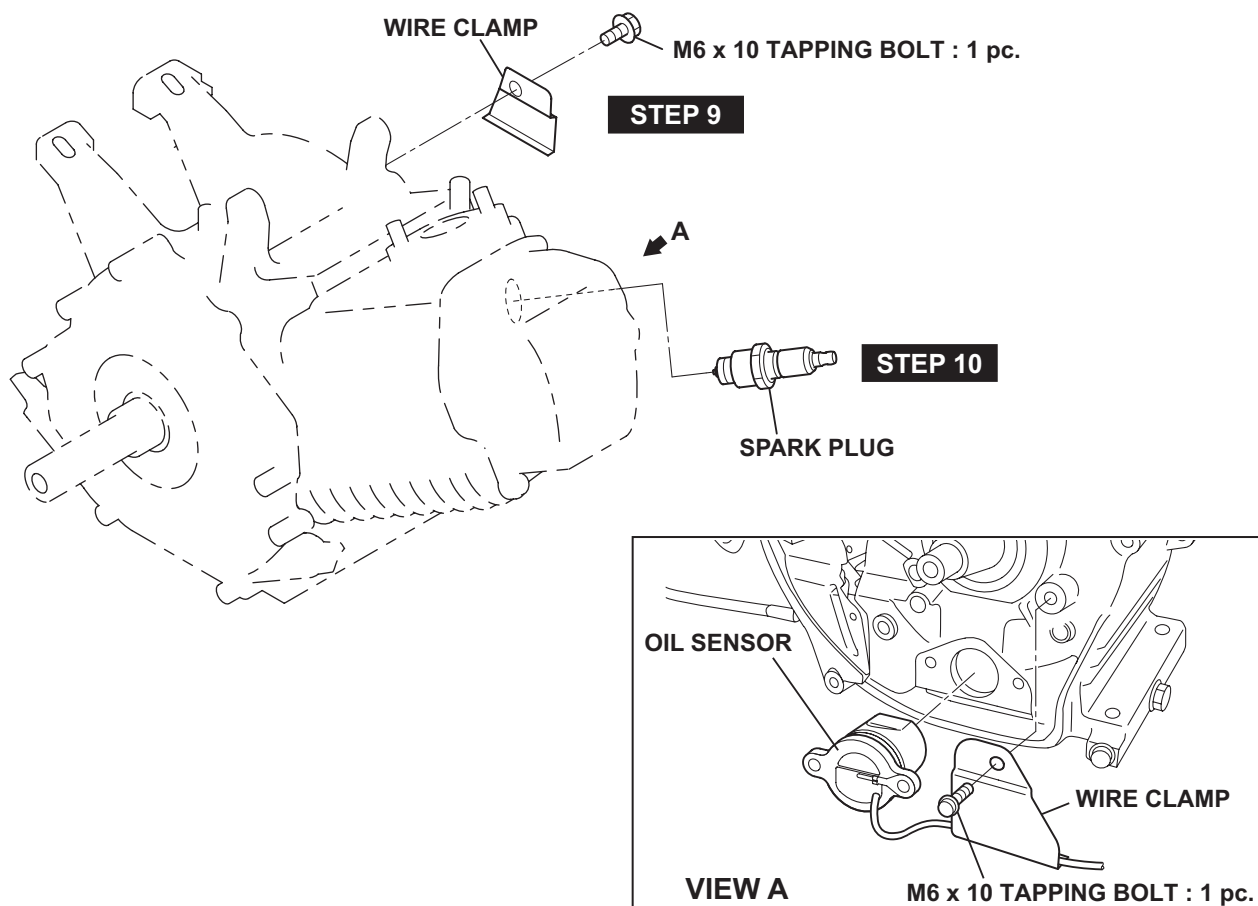 WIRE CLAMP
M6 x 10 TAPPING BOLT : 1 pc.
STEP 9
A
STEP 10
SPARK PLUG
OIL SENSOR
WIRE CLAMP
VIEW A
M6 x 10 TAPPING BOLT : 1 pc.